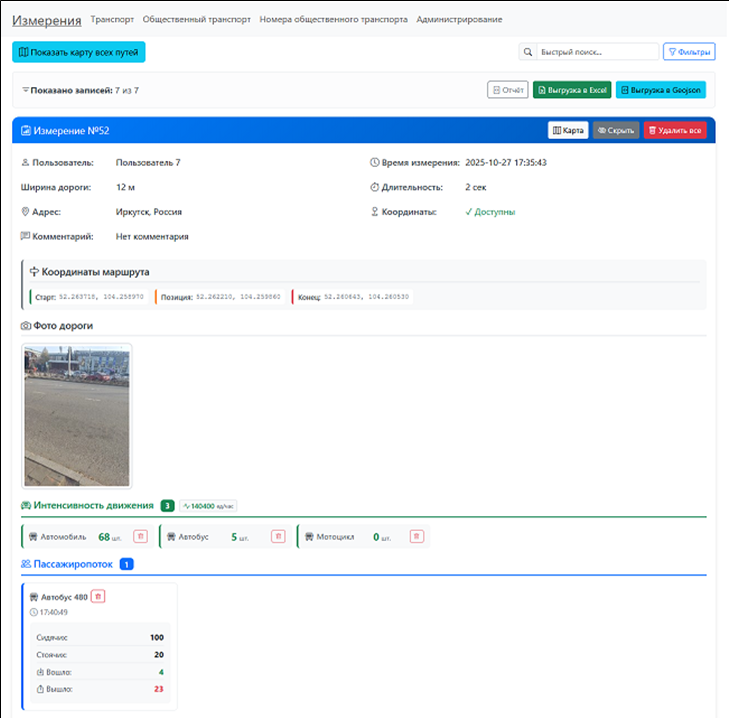 Измерения Транспорт Общественный транспорт Номера общественного транспорта Администрирование
Показать карту всех путей Быстрый поиск... Фильтры
Показано записей: 7 из 7 Отчёт Выгрузка в Excel Выгрузка в Geojson
Измерение №52 Карта Скрыть Удалить все
Пользователь: Пользователь 7 Время измерения: 2025-10-27 17:35:43
Ширина дороги: 12 м Длительность: 2 сек
Адрес: Иркутск, Россия Координаты: ✓ Доступны
Комментарий: Нет комментария
Координаты маршрута
Старт: 52.263718, 104.258970 Позиция: 52.262210, 104.259860 Конец: 52.260643, 104.260530
Фото дороги
Интенсивность движения 3 140400 ед/час
Автомобиль 68 шт. Автобус 5 шт. Мотоцикл 0 шт.
Пассажиропоток 1
Автобус 480
17:40:49
Сидячих: 100
Стоячих: 20
Вошло: 4
Вышло: 23